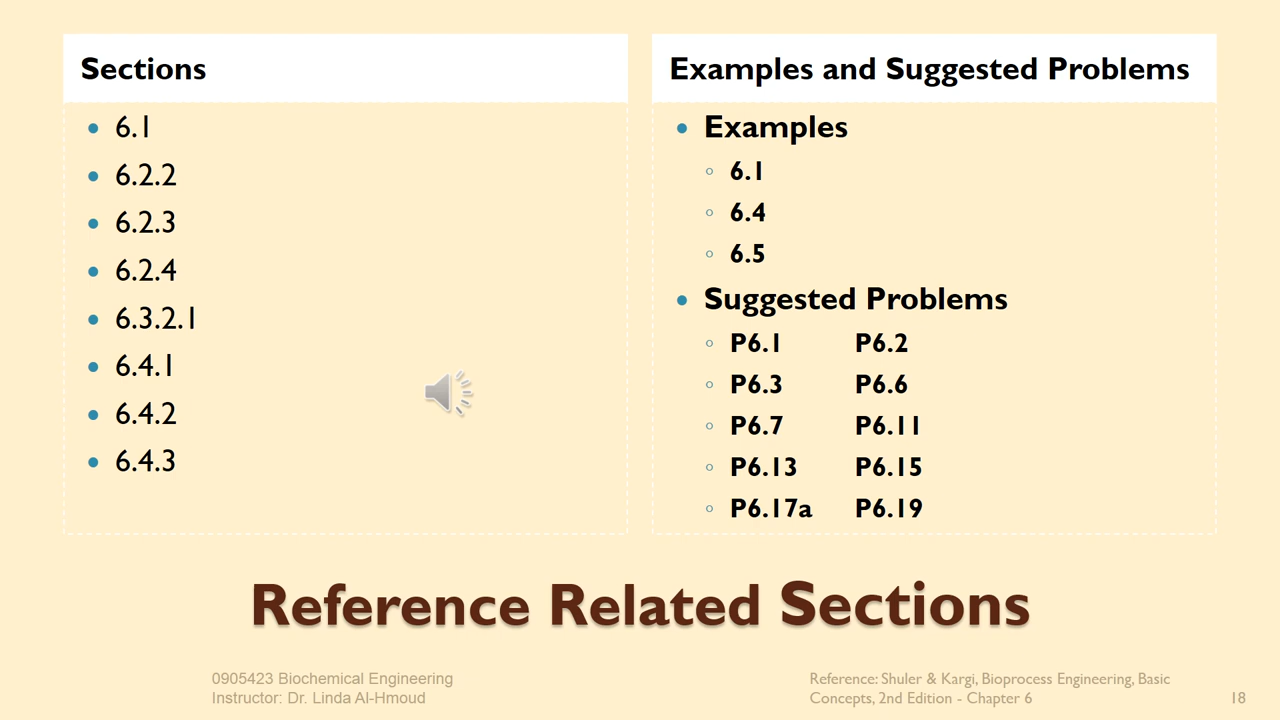 Sections
6.1
6.2.2
6.2.3
6.2.4
6.3.2.1
6.4.1
6.4.2
6.4.3
Examples and Suggested Problems
Examples
6.1
6.4
6.5
Suggested Problems
P6.1 P6.2
P6.3 P6.6
P6.7 P6.11
P6.13 P6.15
P6.17a P6.19
Reference Related Sections
0905423 Biochemical Engineering
Instructor: Dr. Linda Al-Hmoud
Reference: Shuler & Kargi, Bioprocess Engineering, Basic
Concepts, 2nd Edition - Chapter 6
18